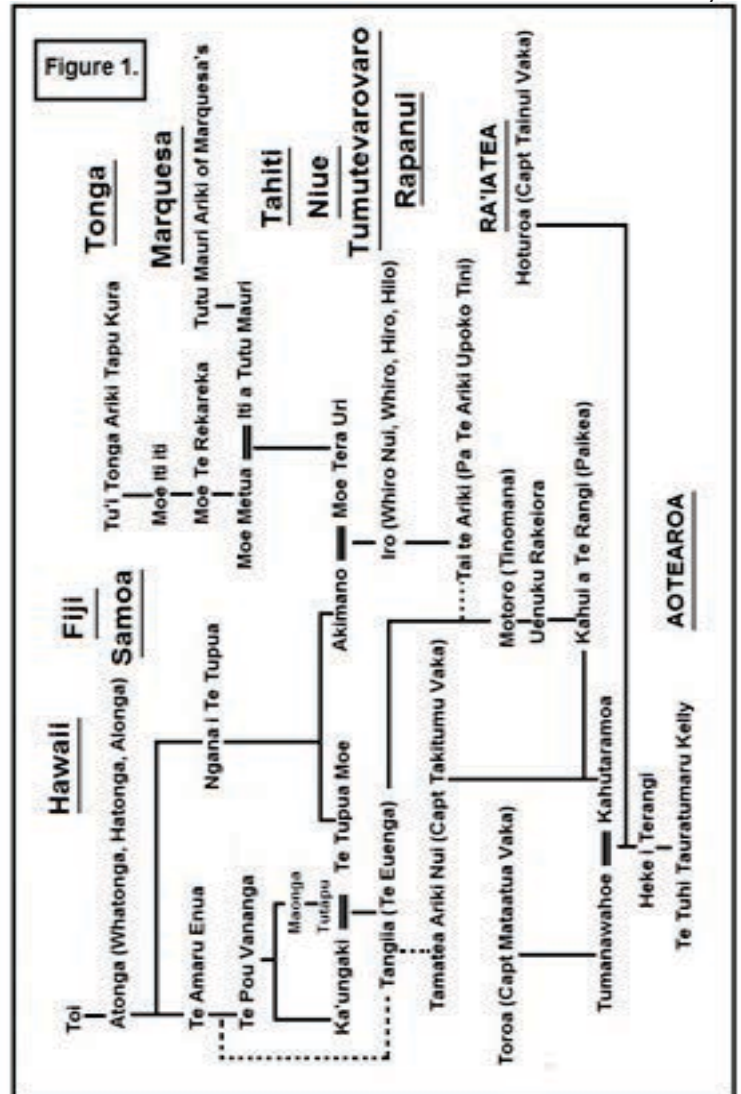 Figure 1.
Hawaii
Fiji
Samoa
Tonga
Marquesa
Tahiti
Niue
Tumutevarovaro
Rapanui
RA'IATEA
AOTEAROA
Toi
Atonga (Whatonga, Hatonga, Alonga)
Tu'i Tonga Ariki Tapu Kura
Moe Iti iti
Te Amaru Enua
Ngana i Te Tupua
Moe Te Rekareka
Tutu Mauri Ariki of Marquesa's
Te Pou Vananga
Moe Metua
Iti a Tutu Mauri
Maonga
Tutapu
Ka'ungaki
Te Tupua Moe
Akimano
Moe Tera Uri
Tangiia (Te Euenga)
Iro (Whiro Nui, Whiro, Hiro, Hilo)
Tamatea Ariki Nui (Capt Takitumu Vaka)
Tai te Ariki (Pa Te Ariki Upoko Tini)
Toroa (Capt Mataatua Vaka)
Motoro (Tinomana)
Uenuku Rakeiora
Hoturoa (Capt Tainui Vaka)
Kahui a Te Rangi (Paikea)
Tumanawahoe
Kahutaramoa
Heke i Terangi
Te Tuhi Tauratumaru Kelly